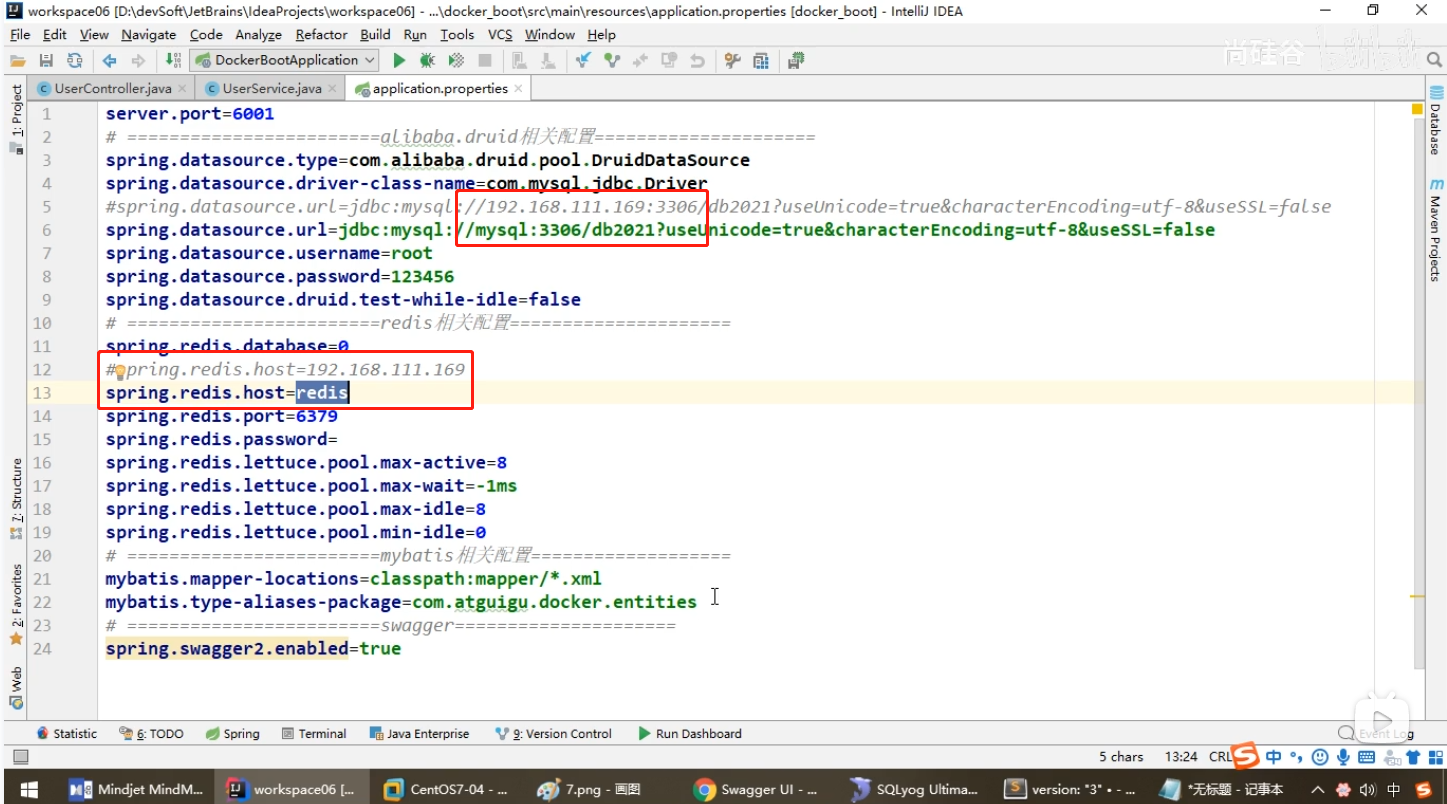 workspace06 [D:\devSoft\JetBrains\IdeaProjects\workspace06] - ...\docker_boot\src\main\resources\application.properties [docker_boot] - IntelliJ IDEA
File Edit View Navigate Code Analyze Refactor Build Run Tools VCS Window Help
DockerBootApplication
尚硅谷
UserController.java UserService.java application.properties
1: Project
7: Structure
2: Favorites
Web
Database
Maven Projects
1 server.port=6001
2 # ========================alibaba.druid相关配置=====================
3 spring.datasource.type=com.alibaba.druid.pool.DruidDataSource
4 spring.datasource.driver-class-name=com.mysql.jdbc.Driver
5 #spring.datasource.url=jdbc:mysql://192.168.111.169:3306/db2021?useUnicode=true&characterEncoding=utf-8&useSSL=false
6 spring.datasource.url=jdbc:mysql://mysql:3306/db2021?useUnicode=true&characterEncoding=utf-8&useSSL=false
7 spring.datasource.username=root
8 spring.datasource.password=123456
9 spring.datasource.druid.test-while-idle=false
10 # ========================redis相关配置=====================
11 spring.redis.database=0
12 #spring.redis.host=192.168.111.169
13 spring.redis.host=redis
14 spring.redis.port=6379
15 spring.redis.password=
16 spring.redis.lettuce.pool.max-active=8
17 spring.redis.lettuce.pool.max-wait=-1ms
18 spring.redis.lettuce.pool.max-idle=8
19 spring.redis.lettuce.pool.min-idle=0
20 # ========================mybatis相关配置===================
21 mybatis.mapper-locations=classpath:mapper/*.xml
22 mybatis.type-aliases-package=com.atguigu.docker.entities
23 # ========================swagger=====================
24 spring.swagger2.enabled=true
Statistic 6: TODO Spring Terminal Java Enterprise 9: Version Control Run Dashboard Event Log
5 chars 13:24 CRL 中
Mindjet MindM... workspace06 [... CentOS7-04 - ... 7.png - 画图 Swagger UI - ... SQLyog Ultima... version: "3" • - ... *无标题 - 记事本 中